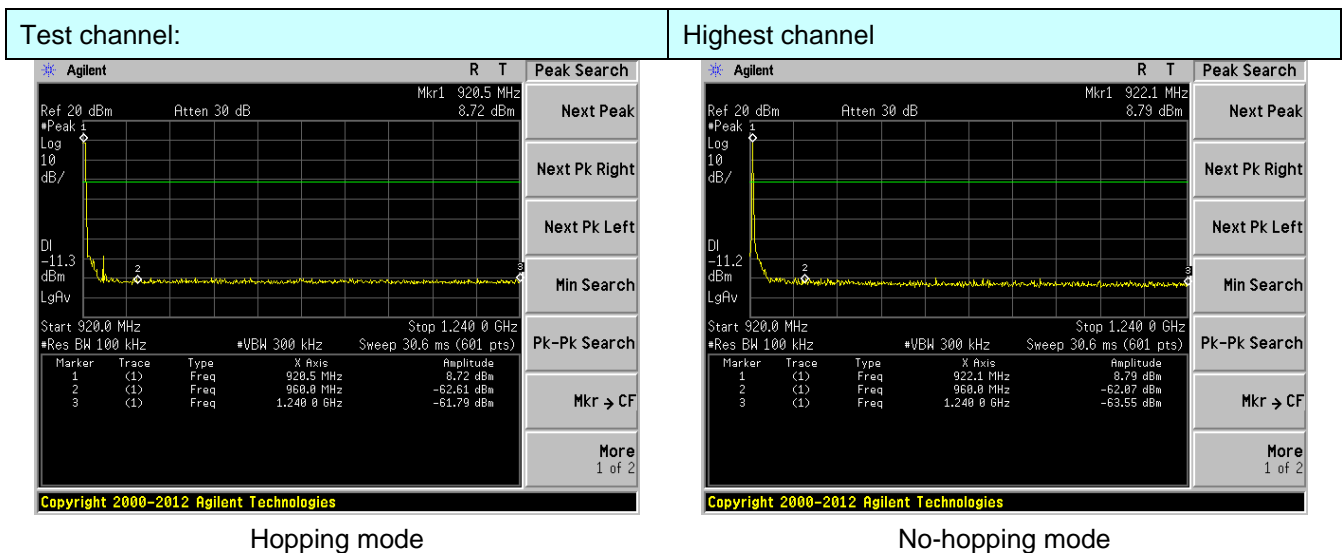 Test channel: Highest channel
Agilent R T Peak Search
Mkr1 920.5 MHz
Ref 20 dBm Atten 30 dB 8.72 dBm
#Peak
Log
10
dB/
DI
-11.3
dBm
LgAv
1
2
3
Start 920.0 MHz Stop 1.240 0 GHz
#Res BW 100 kHz #VBW 300 kHz Sweep 30.6 ms (601 pts)
Marker Trace Type X Axis Amplitude
1 (1) Freq 920.5 MHz 8.72 dBm
2 (1) Freq 960.0 MHz -62.61 dBm
3 (1) Freq 1.240 0 GHz -61.79 dBm
Copyright 2000-2012 Agilent Technologies
Next Peak
Next Pk Right
Next Pk Left
Min Search
Pk-Pk Search
Mkr → CF
More
1 of 2
Hopping mode
Agilent R T Peak Search
Mkr1 922.1 MHz
Ref 20 dBm Atten 30 dB 8.79 dBm
#Peak
Log
10
dB/
DI
-11.2
dBm
LgAv
1
2
3
Start 920.0 MHz Stop 1.240 0 GHz
#Res BW 100 kHz #VBW 300 kHz Sweep 30.6 ms (601 pts)
Marker Trace Type X Axis Amplitude
1 (1) Freq 922.1 MHz 8.79 dBm
2 (1) Freq 960.0 MHz -62.07 dBm
3 (1) Freq 1.240 0 GHz -63.55 dBm
Copyright 2000-2012 Agilent Technologies
Next Peak
Next Pk Right
Next Pk Left
Min Search
Pk-Pk Search
Mkr → CF
More
1 of 2
No-hopping mode